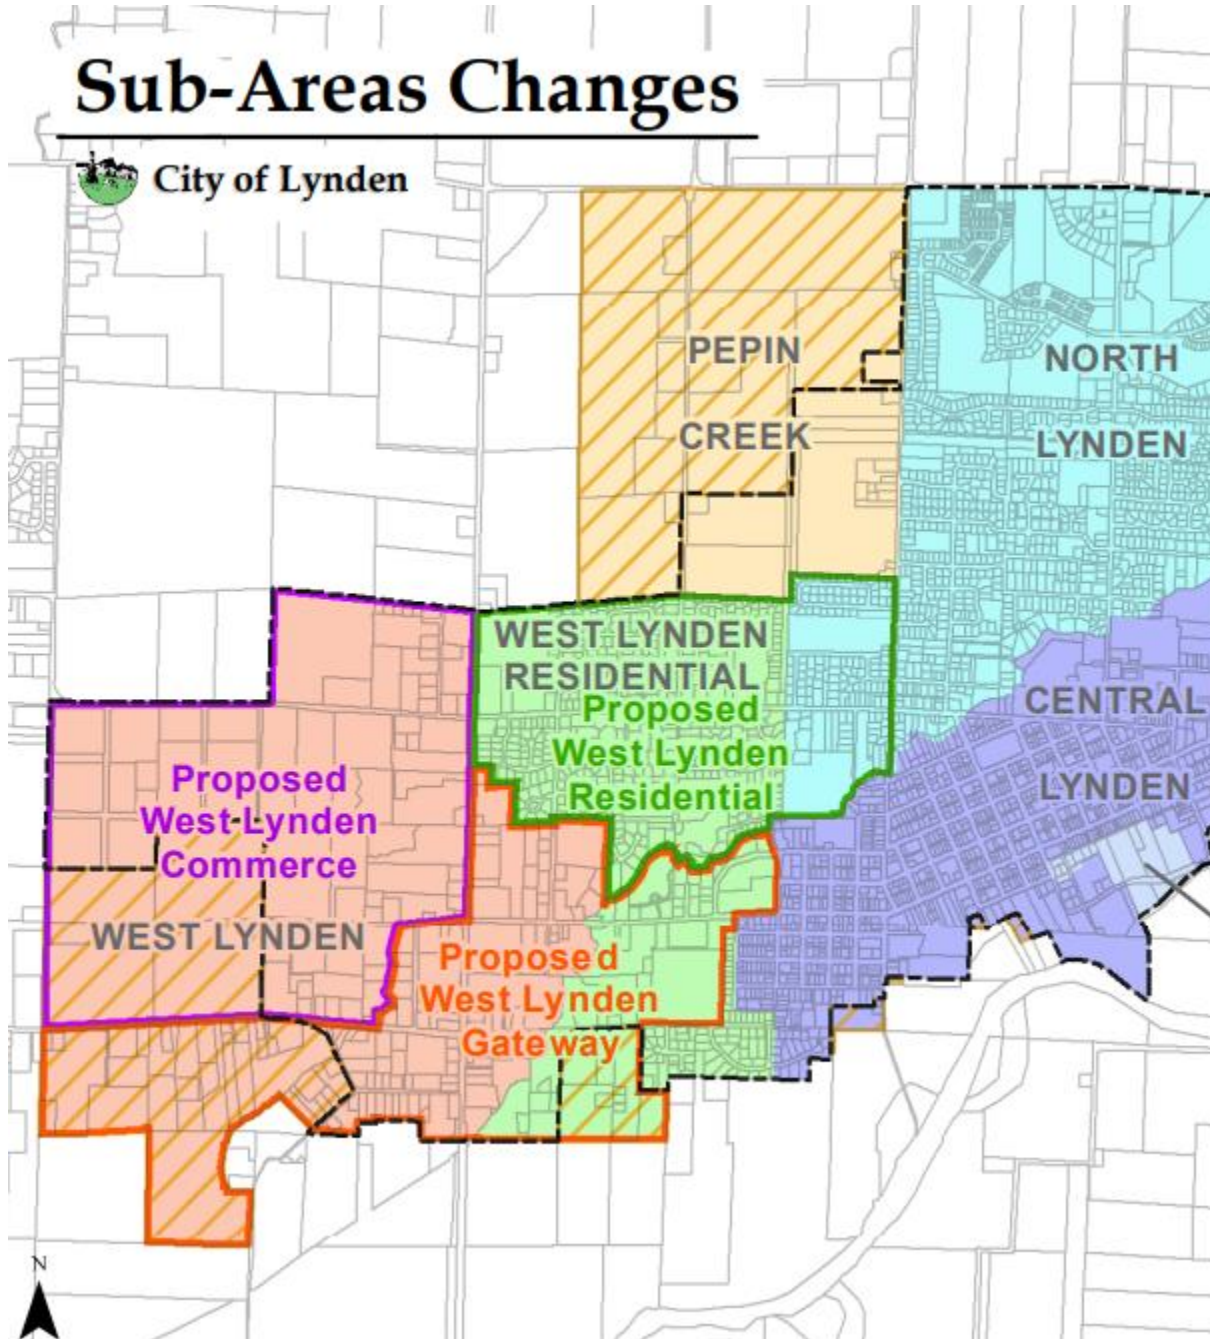 Sub-Areas Changes
City of Lynden
PEPIN
CREEK
NORTH
LYNDEN
WEST LYNDEN
RESIDENTIAL
Proposed
West Lynden
Residential
CENTRAL
LYNDEN
Proposed
West Lynden
Commerce
WEST LYNDEN
Proposed
West Lynden
Gateway
N